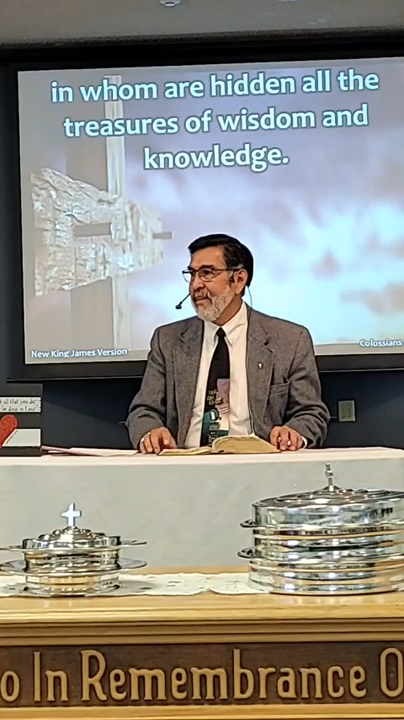 in whom are hidden all the
treasures of wisdom and
knowledge.
New King James Version
Colossians
o In Remembrance O